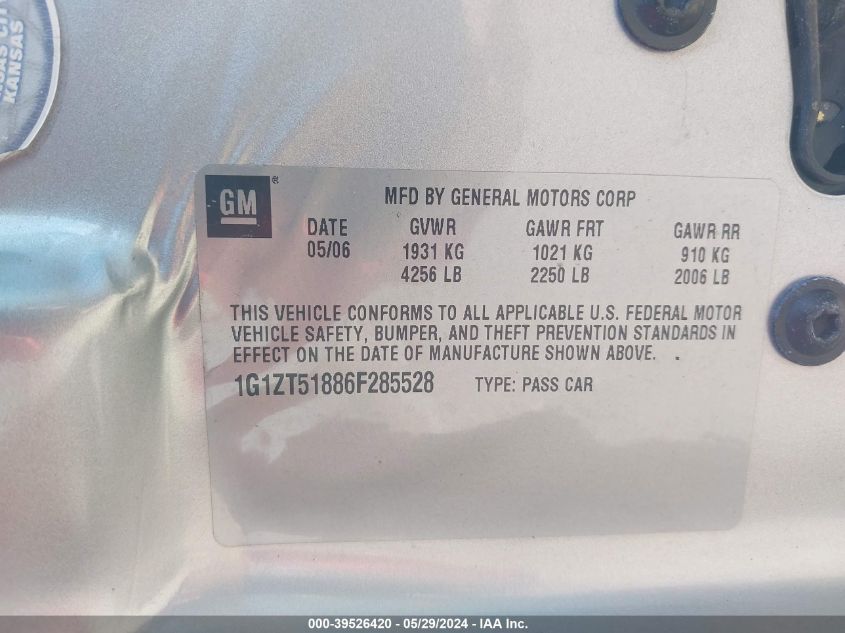 KANSAS
GM ®
MFD BY GENERAL MOTORS CORP
DATE GVWR GAWR FRT GAWR RR
05/06 1931 KG 1021 KG 910 KG
4256 LB 2250 LB 2006 LB
THIS VEHICLE CONFORMS TO ALL APPLICABLE U.S. FEDERAL MOTOR
VEHICLE SAFETY, BUMPER, AND THEFT PREVENTION STANDARDS IN
EFFECT ON THE DATE OF MANUFACTURE SHOWN ABOVE.
1G1ZT51886F285528 TYPE: PASS CAR
000-39526420 - 05/29/2024 - IAA Inc.